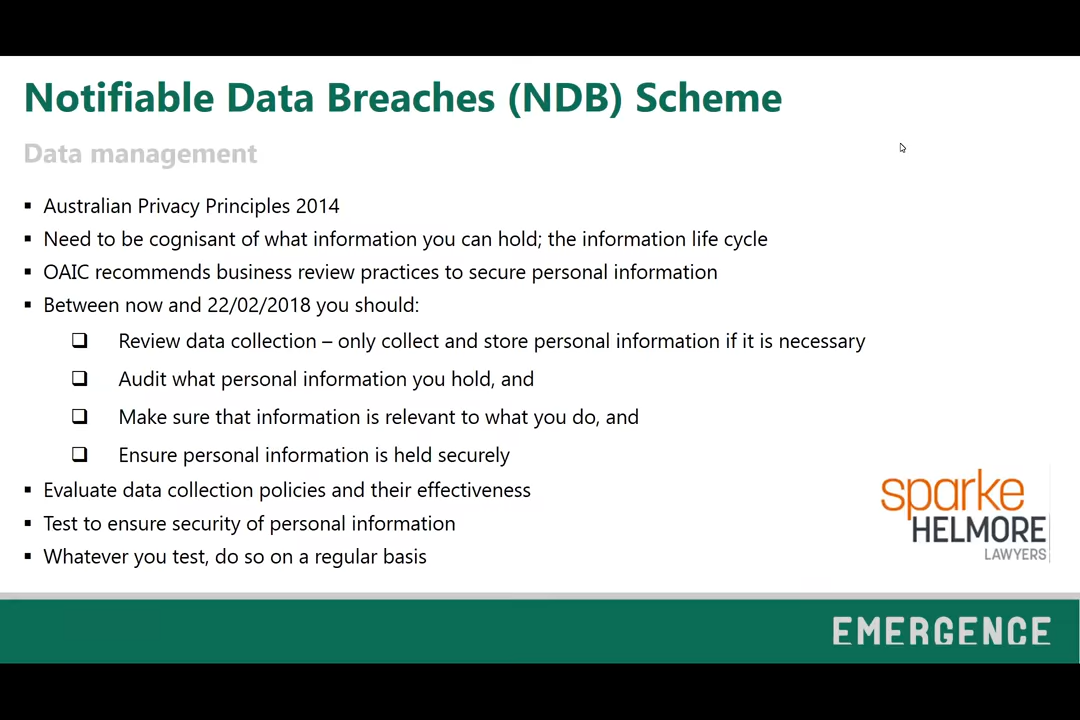 Notifiable Data Breaches (NDB) Scheme
Data management
▪ Australian Privacy Principles 2014
▪ Need to be cognisant of what information you can hold; the information life cycle
▪ OAIC recommends business review practices to secure personal information
▪ Between now and 22/02/2018 you should:
❑ Review data collection – only collect and store personal information if it is necessary
❑ Audit what personal information you hold, and
❑ Make sure that information is relevant to what you do, and
❑ Ensure personal information is held securely
▪ Evaluate data collection policies and their effectiveness
▪ Test to ensure security of personal information
▪ Whatever you test, do so on a regular basis
sparke
HELMORE
LAWYERS
EMERGENCE